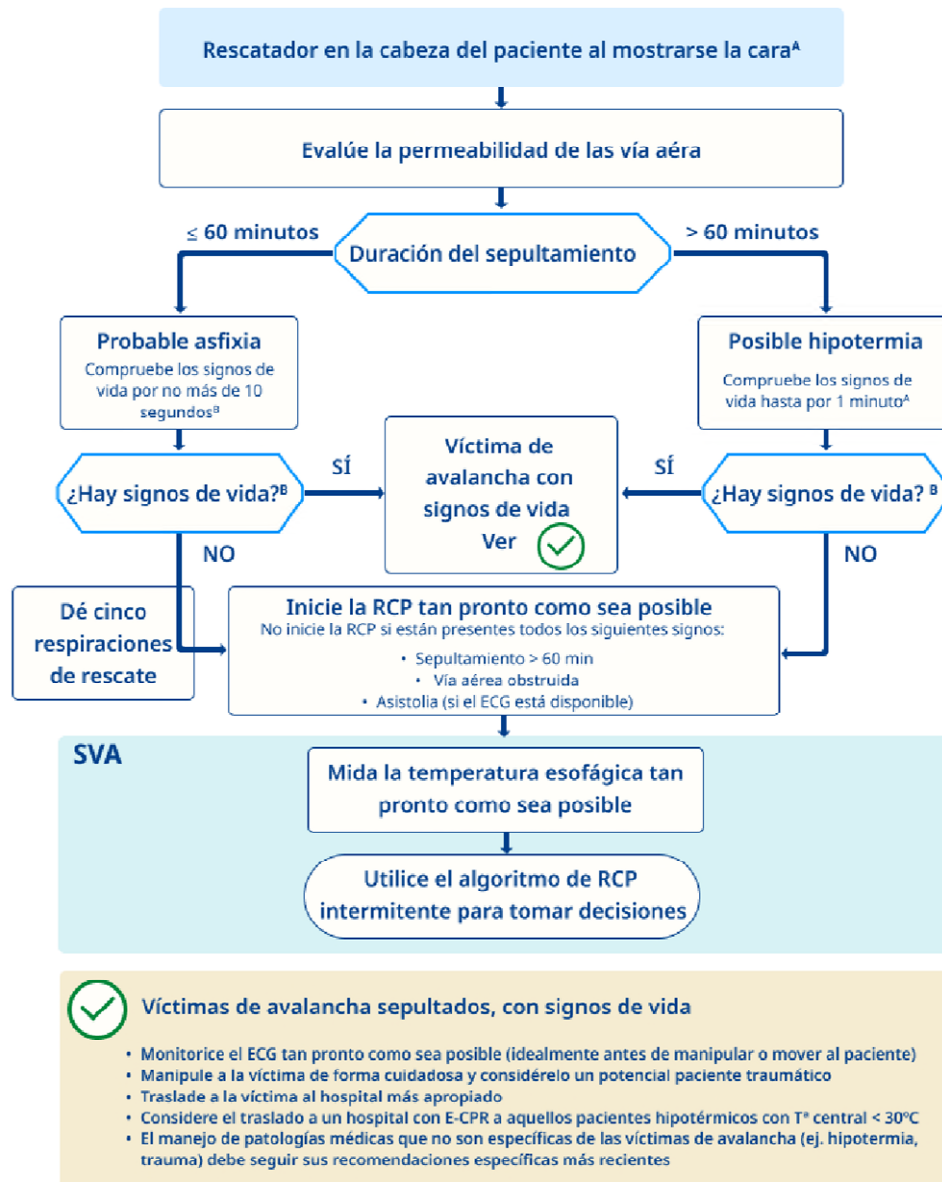 Rescatador en la cabeza del paciente al mostrarse la caraᴬ
Evalúe la permeabilidad de las vía aéra
≤ 60 minutos
Duración del sepultamiento
> 60 minutos
Probable asfixia
Compruebe los signos de
vida por no más de 10
segundosᴮ
Posible hipotermia
Compruebe los signos de
vida hasta por 1 minutoᴬ
¿Hay signos de vida?ᴮ
SÍ
Víctima de
avalancha con
signos de vida
Ver
SÍ
¿Hay signos de vida? ᴮ
NO
NO
Dé cinco
respiraciones
de rescate
Inicie la RCP tan pronto como sea posible
No inicie la RCP si están presentes todos los siguientes signos:
• Sepultamiento > 60 min
• Vía aérea obstruida
• Asistolia (si el ECG está disponible)
SVA
Mida la temperatura esofágica tan
pronto como sea posible
Utilice el algoritmo de RCP
intermitente para tomar decisiones
Víctimas de avalancha sepultados, con signos de vida
• Monitorice el ECG tan pronto como sea posible (idealmente antes de manipular o mover al paciente)
• Manipule a la víctima de forma cuidadosa y considérelo un potencial paciente traumático
• Traslade a la víctima al hospital más apropiado
• Considere el traslado a un hospital con E-CPR a aquellos pacientes hipotérmicos con Tª central < 30ºC
• El manejo de patologías médicas que no son específicas de las víctimas de avalancha (ej. hipotermia,
trauma) debe seguir sus recomendaciones específicas más recientes